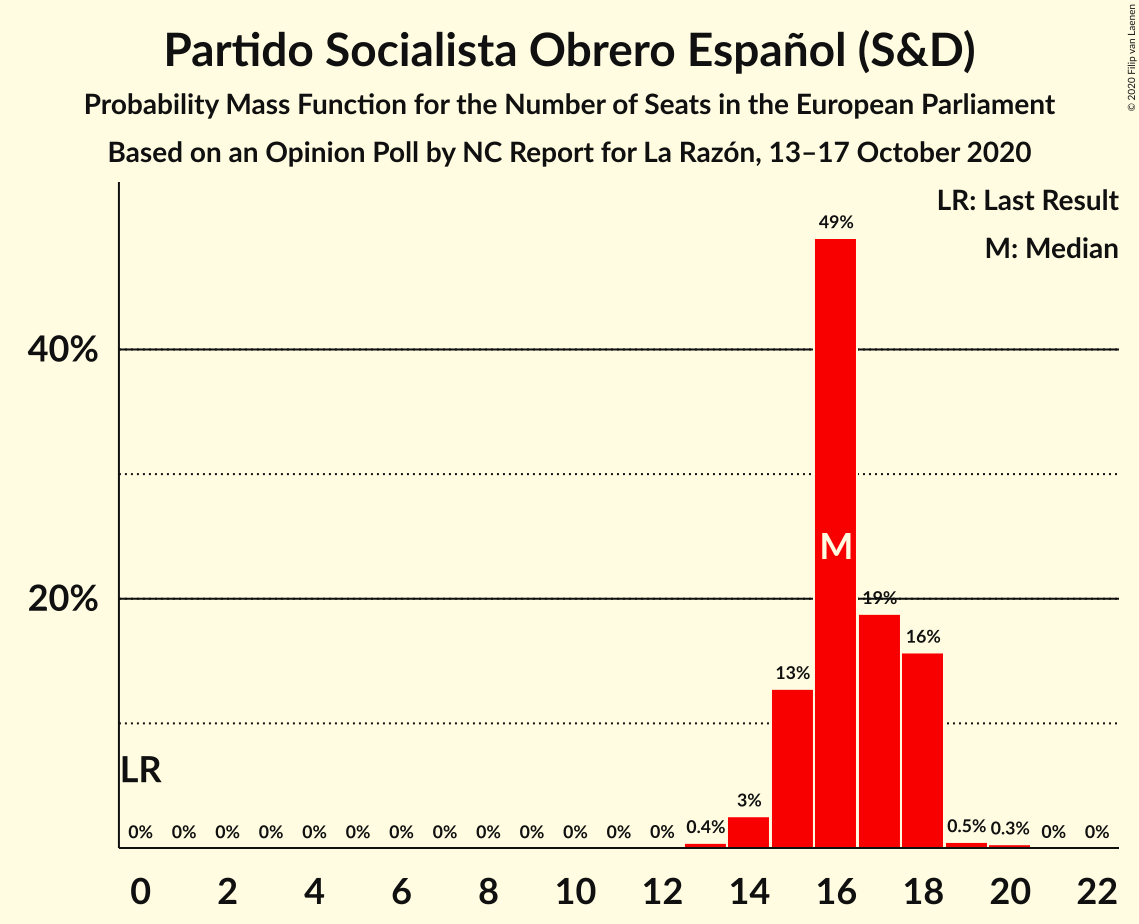 Partido Socialista Obrero Español (S&D)
Probability Mass Function for the Number of Seats in the European Parliament
Based on an Opinion Poll by NC Report for La Razón, 13–17 October 2020
© 2020 Filip van Laenen
LR: Last Result
M: Median
49%
40%
M
20%
19%
16%
13%
LR
3%
0% 0% 0% 0% 0% 0% 0% 0% 0% 0% 0% 0% 0% 0.4% 0.5% 0.3% 0% 0%
0 2 4 6 8 10 12 14 16 18 20 22